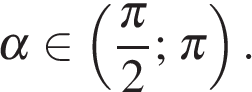 α ∈ (π/2; π).